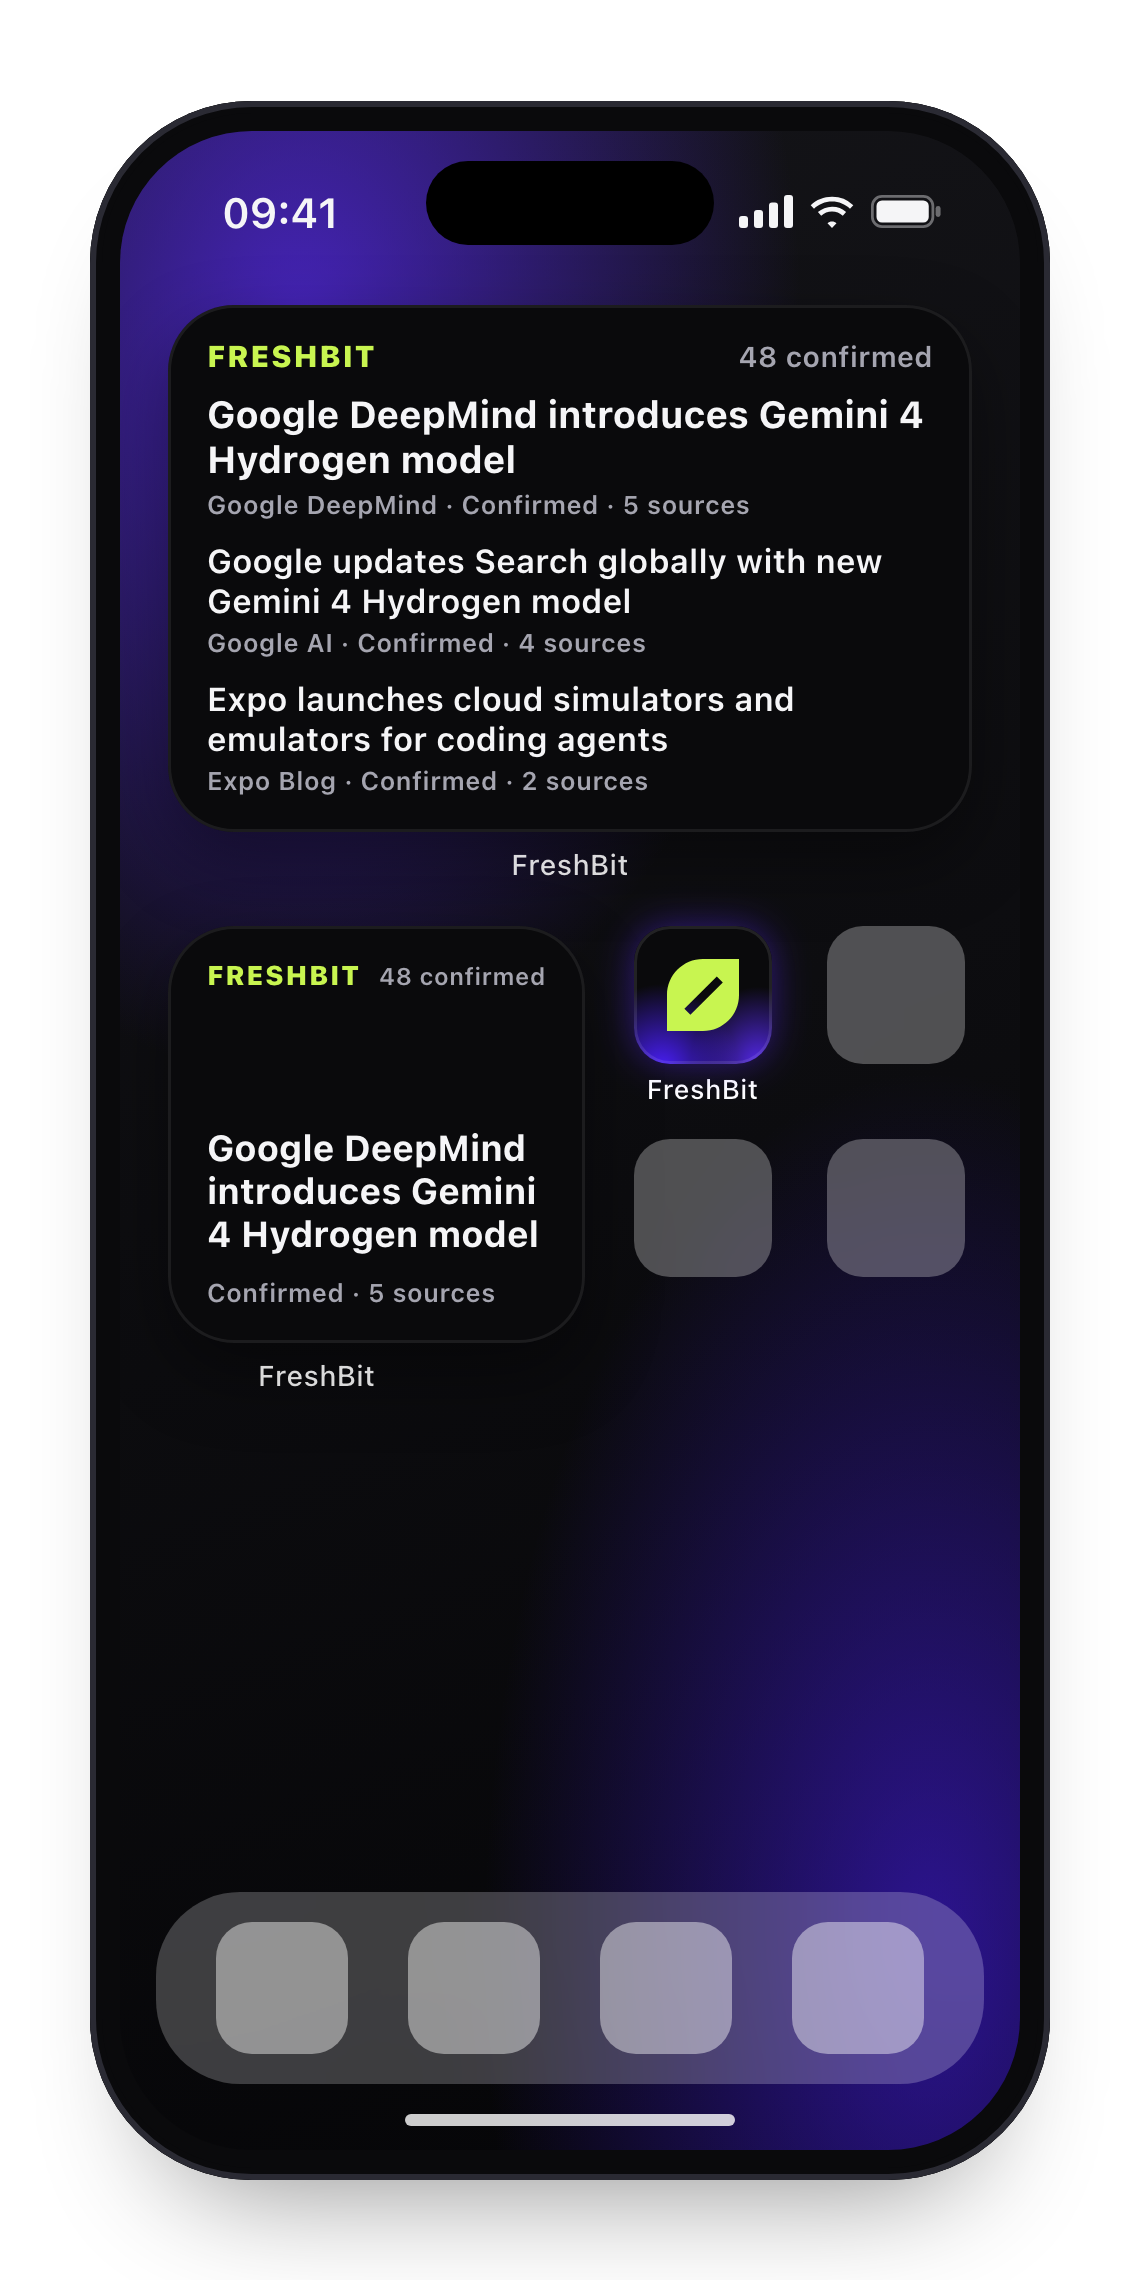 09:41
FRESHBIT 48 confirmed
Google DeepMind introduces Gemini 4
Hydrogen model
Google DeepMind · Confirmed · 5 sources
Google updates Search globally with new
Gemini 4 Hydrogen model
Google AI · Confirmed · 4 sources
Expo launches cloud simulators and
emulators for coding agents
Expo Blog · Confirmed · 2 sources
FreshBit
FRESHBIT 48 confirmed
Google DeepMind
introduces Gemini
4 Hydrogen model
Confirmed · 5 sources
FreshBit
FreshBit